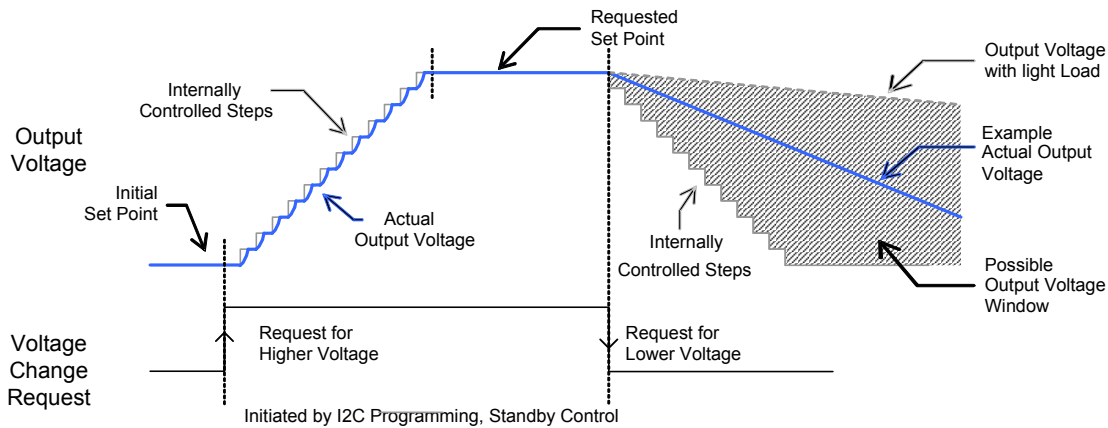 Requested
Set Point
Output Voltage
with light Load
Internally
Controlled Steps
Output
Voltage
Example
Actual Output
Voltage
Initial
Set Point
Actual
Output Voltage
Internally
Controlled Steps
Possible
Output Voltage
Window
Voltage
Change
Request
Request for
Higher Voltage
Request for
Lower Voltage
Initiated by I2C Programming, Standby Control